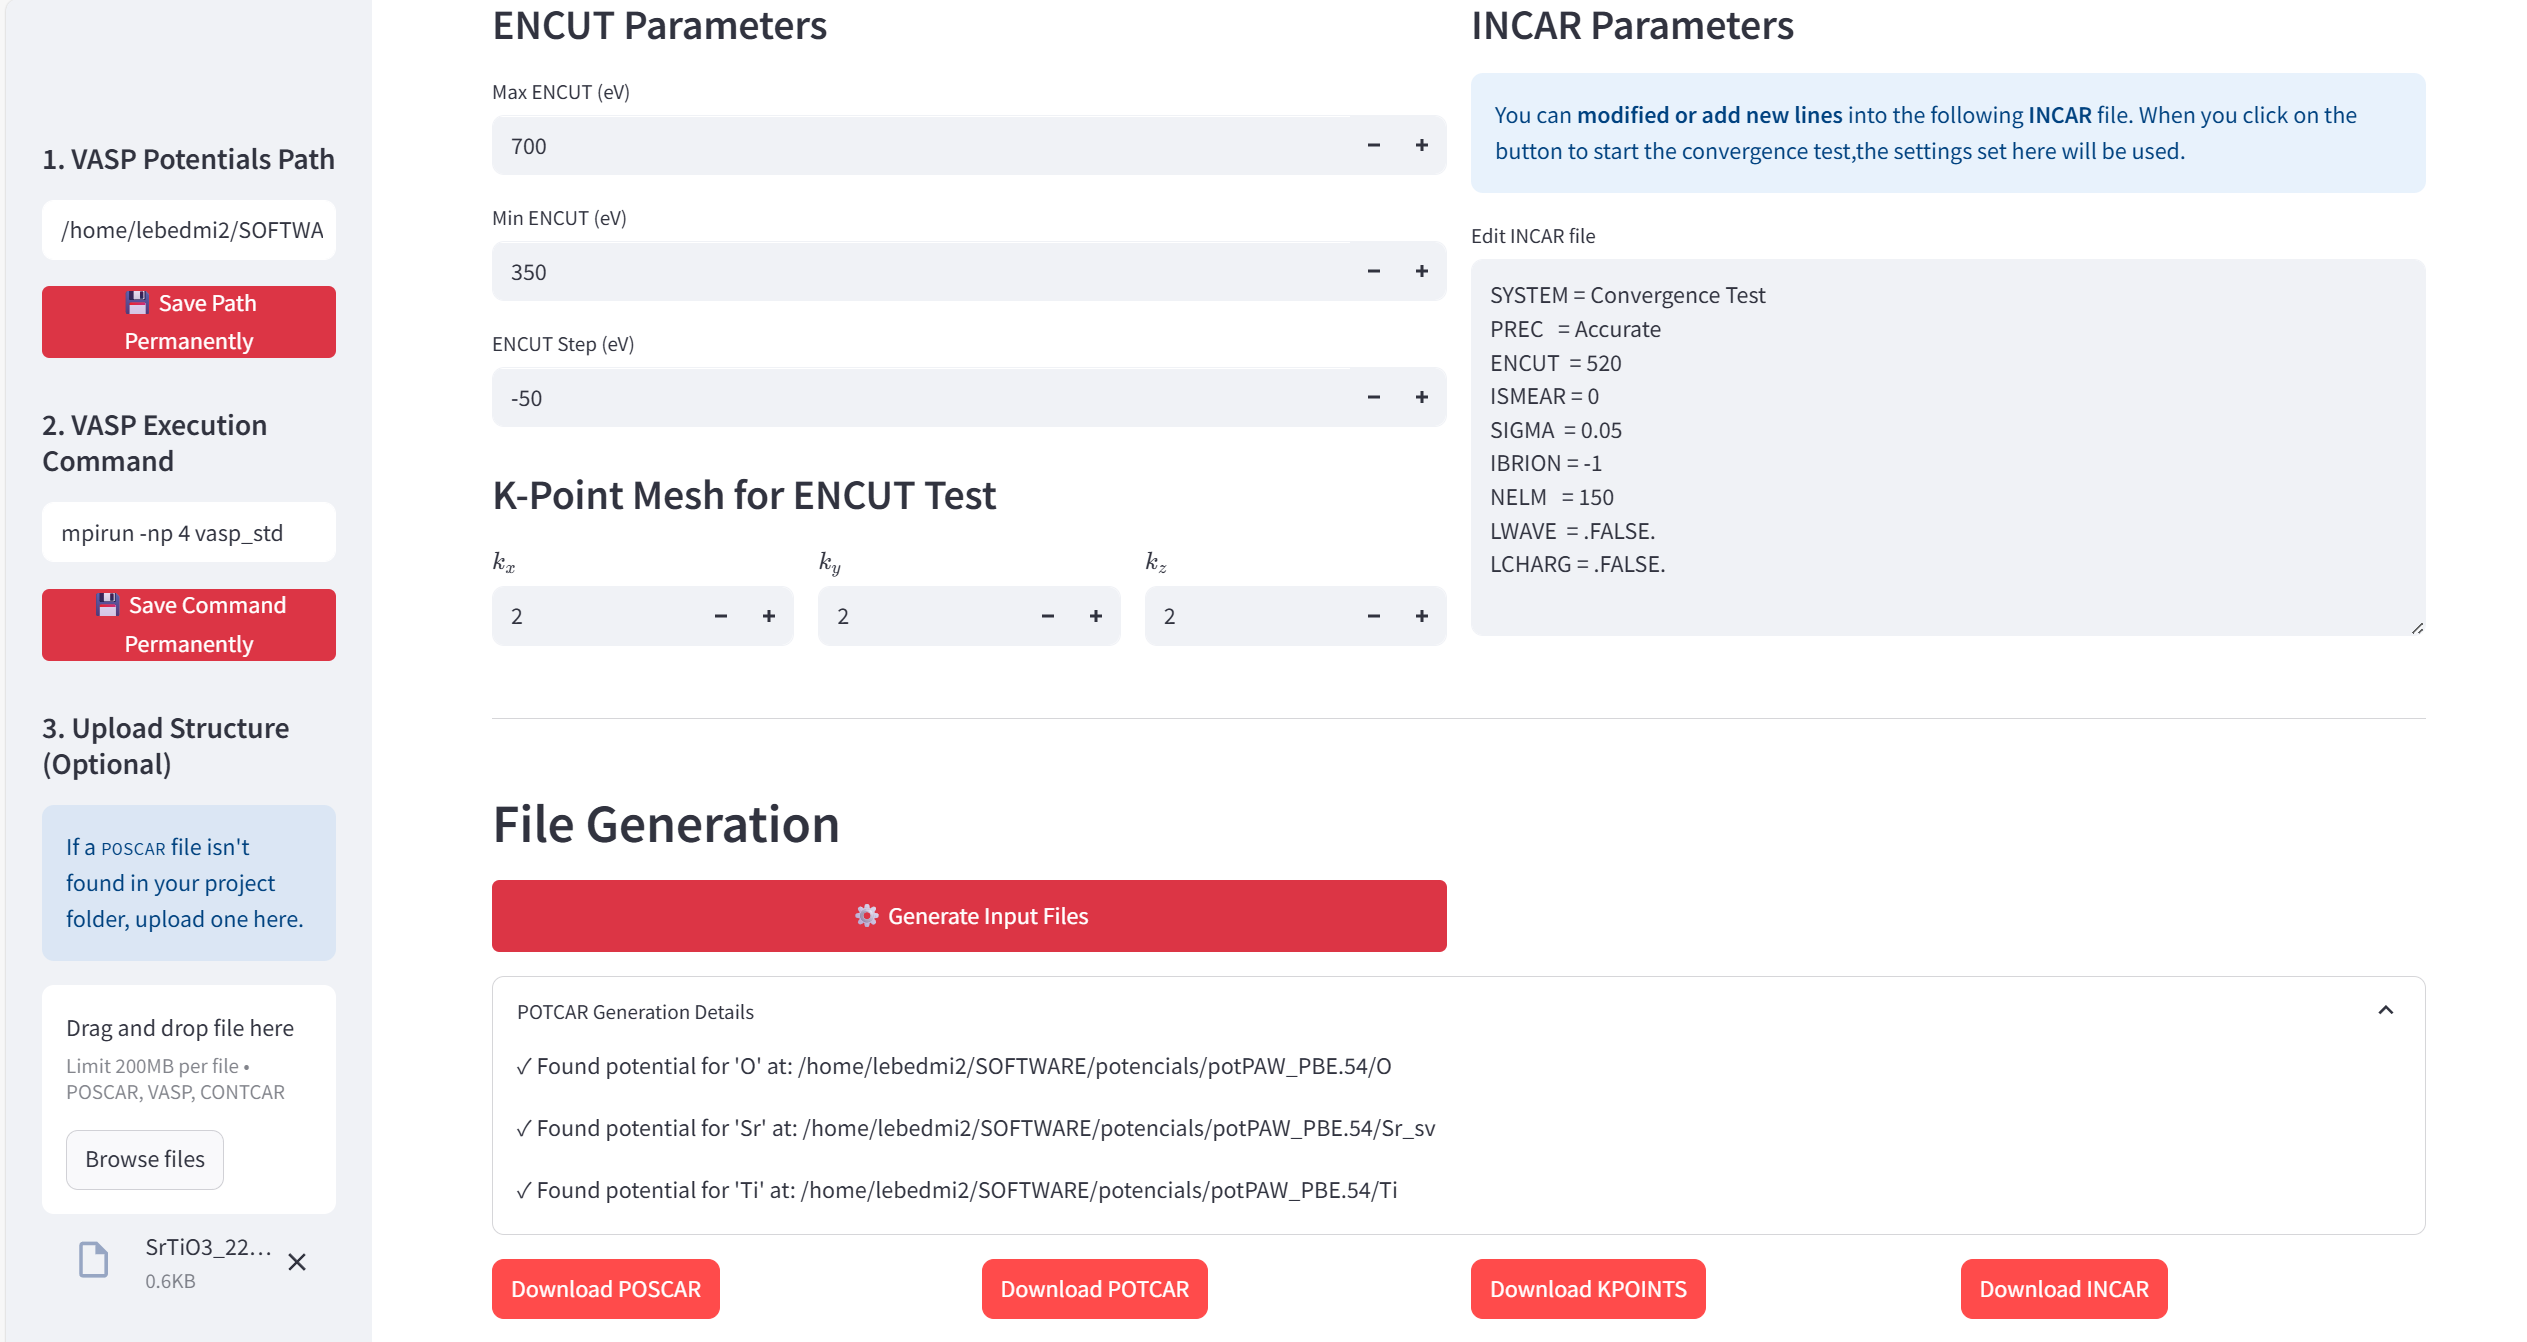 1. VASP Potentials Path
/home/lebedmi2/SOFTWA
💾 Save Path
Permanently
2. VASP Execution
Command
mpirun -np 4 vasp_std
💾 Save Command
Permanently
3. Upload Structure
(Optional)
If a POSCAR file isn't
found in your project
folder, upload one here.
Drag and drop file here
Limit 200MB per file •
POSCAR, VASP, CONTCAR
Browse files
SrTiO3_22...
0.6KB
ENCUT Parameters
Max ENCUT (eV)
700
Min ENCUT (eV)
350
ENCUT Step (eV)
-50
K-Point Mesh for ENCUT Test
kx ky kz
2 2 2
INCAR Parameters
You can modified or add new lines into the following INCAR file. When you click on the
button to start the convergence test,the settings set here will be used.
Edit INCAR file
SYSTEM = Convergence Test
PREC = Accurate
ENCUT = 520
ISMEAR = 0
SIGMA = 0.05
IBRION = -1
NELM = 150
LWAVE = .FALSE.
LCHARG = .FALSE.
File Generation
⚙️ Generate Input Files
POTCAR Generation Details
✓ Found potential for 'O' at: /home/lebedmi2/SOFTWARE/potencials/potPAW_PBE.54/O
✓ Found potential for 'Sr' at: /home/lebedmi2/SOFTWARE/potencials/potPAW_PBE.54/Sr_sv
✓ Found potential for 'Ti' at: /home/lebedmi2/SOFTWARE/potencials/potPAW_PBE.54/Ti
Download POSCAR Download POTCAR Download KPOINTS Download INCAR